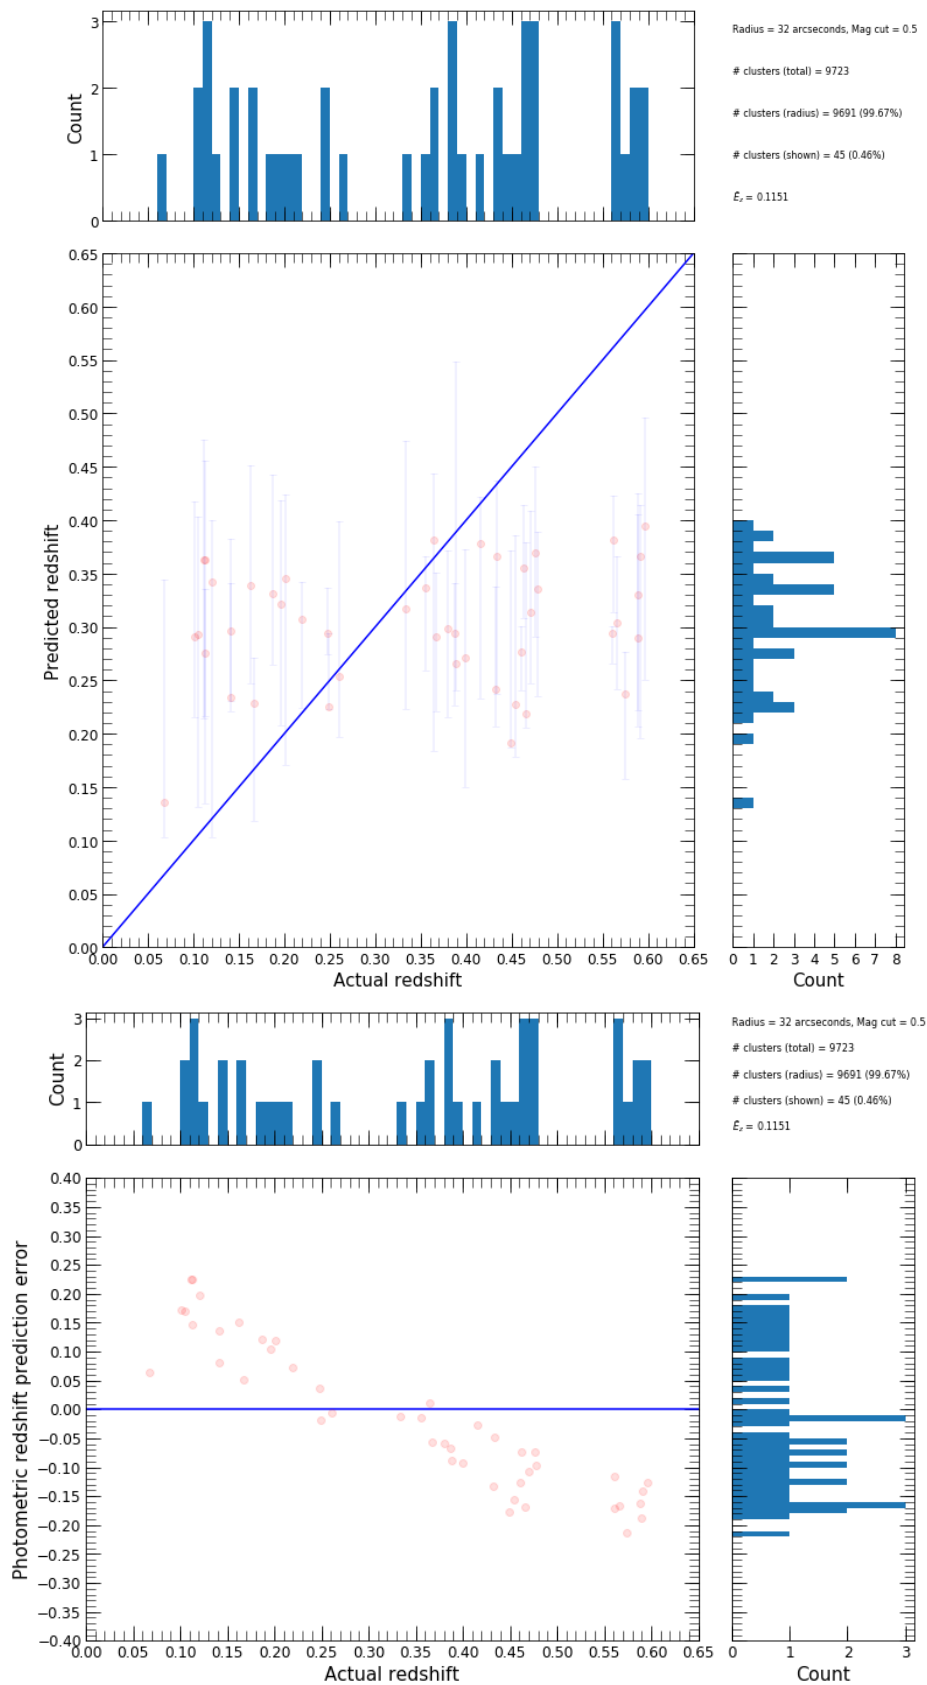 3
2
1
0
Count
Radius = 32 arcseconds, Mag cut = 0.5
# clusters (total) = 9723
# clusters (radius) = 9691 (99.67%)
# clusters (shown) = 45 (0.46%)
Ē_z = 0.1151
0.65
0.60
0.55
0.50
0.45
0.40
0.35
0.30
0.25
0.20
0.15
0.10
0.05
0.00
Predicted redshift
0.00 0.05 0.10 0.15 0.20 0.25 0.30 0.35 0.40 0.45 0.50 0.55 0.60 0.65
Actual redshift
0 1 2 3 4 5 6 7 8
Count
3
2
1
0
Count
Radius = 32 arcseconds, Mag cut = 0.5
# clusters (total) = 9723
# clusters (radius) = 9691 (99.67%)
# clusters (shown) = 45 (0.46%)
Ē_z = 0.1151
0.40
0.35
0.30
0.25
0.20
0.15
0.10
0.05
0.00
−0.05
−0.10
−0.15
−0.20
−0.25
−0.30
−0.35
−0.40
Photometric redshift prediction error
0.00 0.05 0.10 0.15 0.20 0.25 0.30 0.35 0.40 0.45 0.50 0.55 0.60 0.65
Actual redshift
0 1 2 3
Count